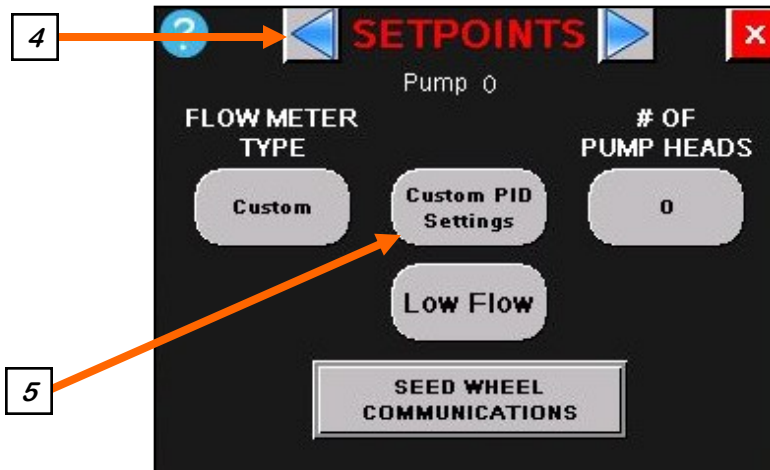 4
?
SETPOINTS
X
Pump 0
FLOW METER
TYPE
# OF
PUMP HEADS
Custom
Custom PID
Settings
0
Low Flow
5
SEED WHEEL
COMMUNICATIONS